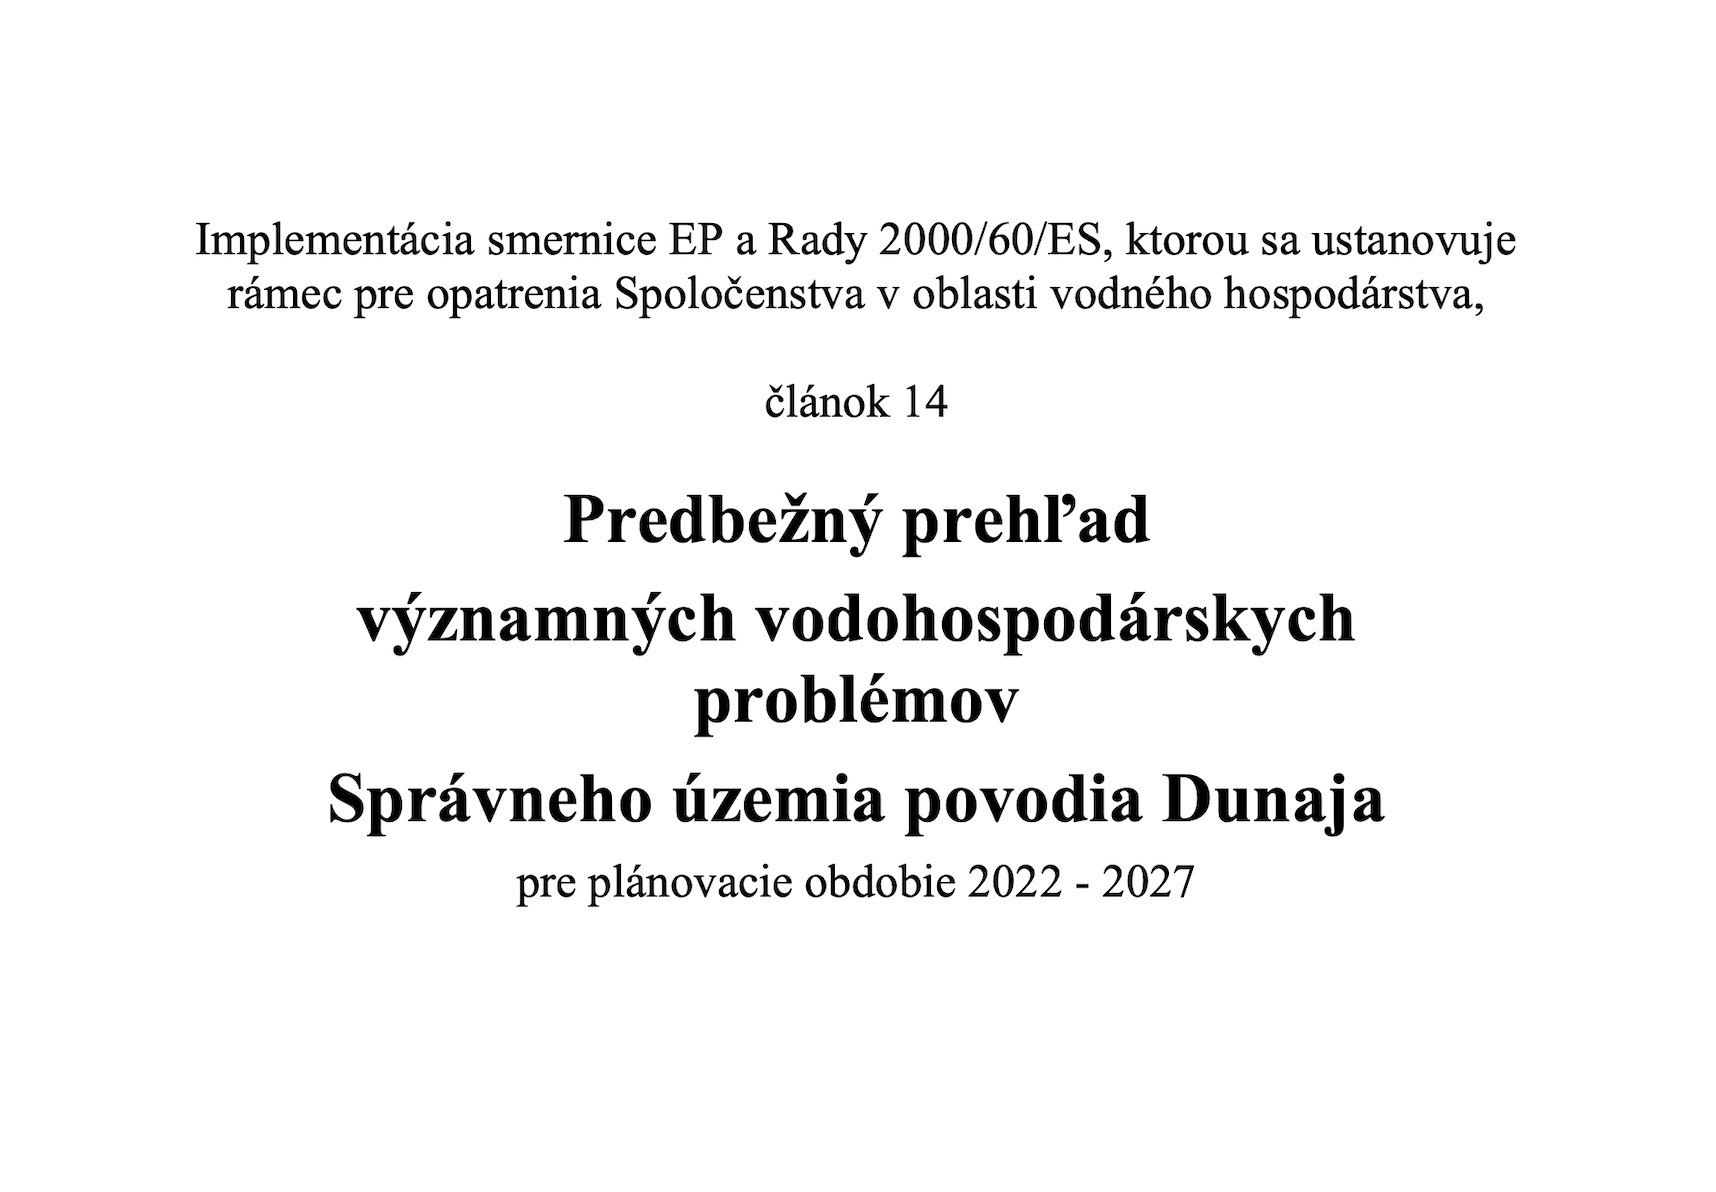 Implementácia smernice EP a Rady 2000/60/ES, ktorou sa ustanovuje
rámec pre opatrenia Spoločenstva v oblasti vodného hospodárstva,
článok 14
Predbežný prehľad
významných vodohospodárskych
problémov
Správneho územia povodia Dunaja
pre plánovacie obdobie 2022 - 2027